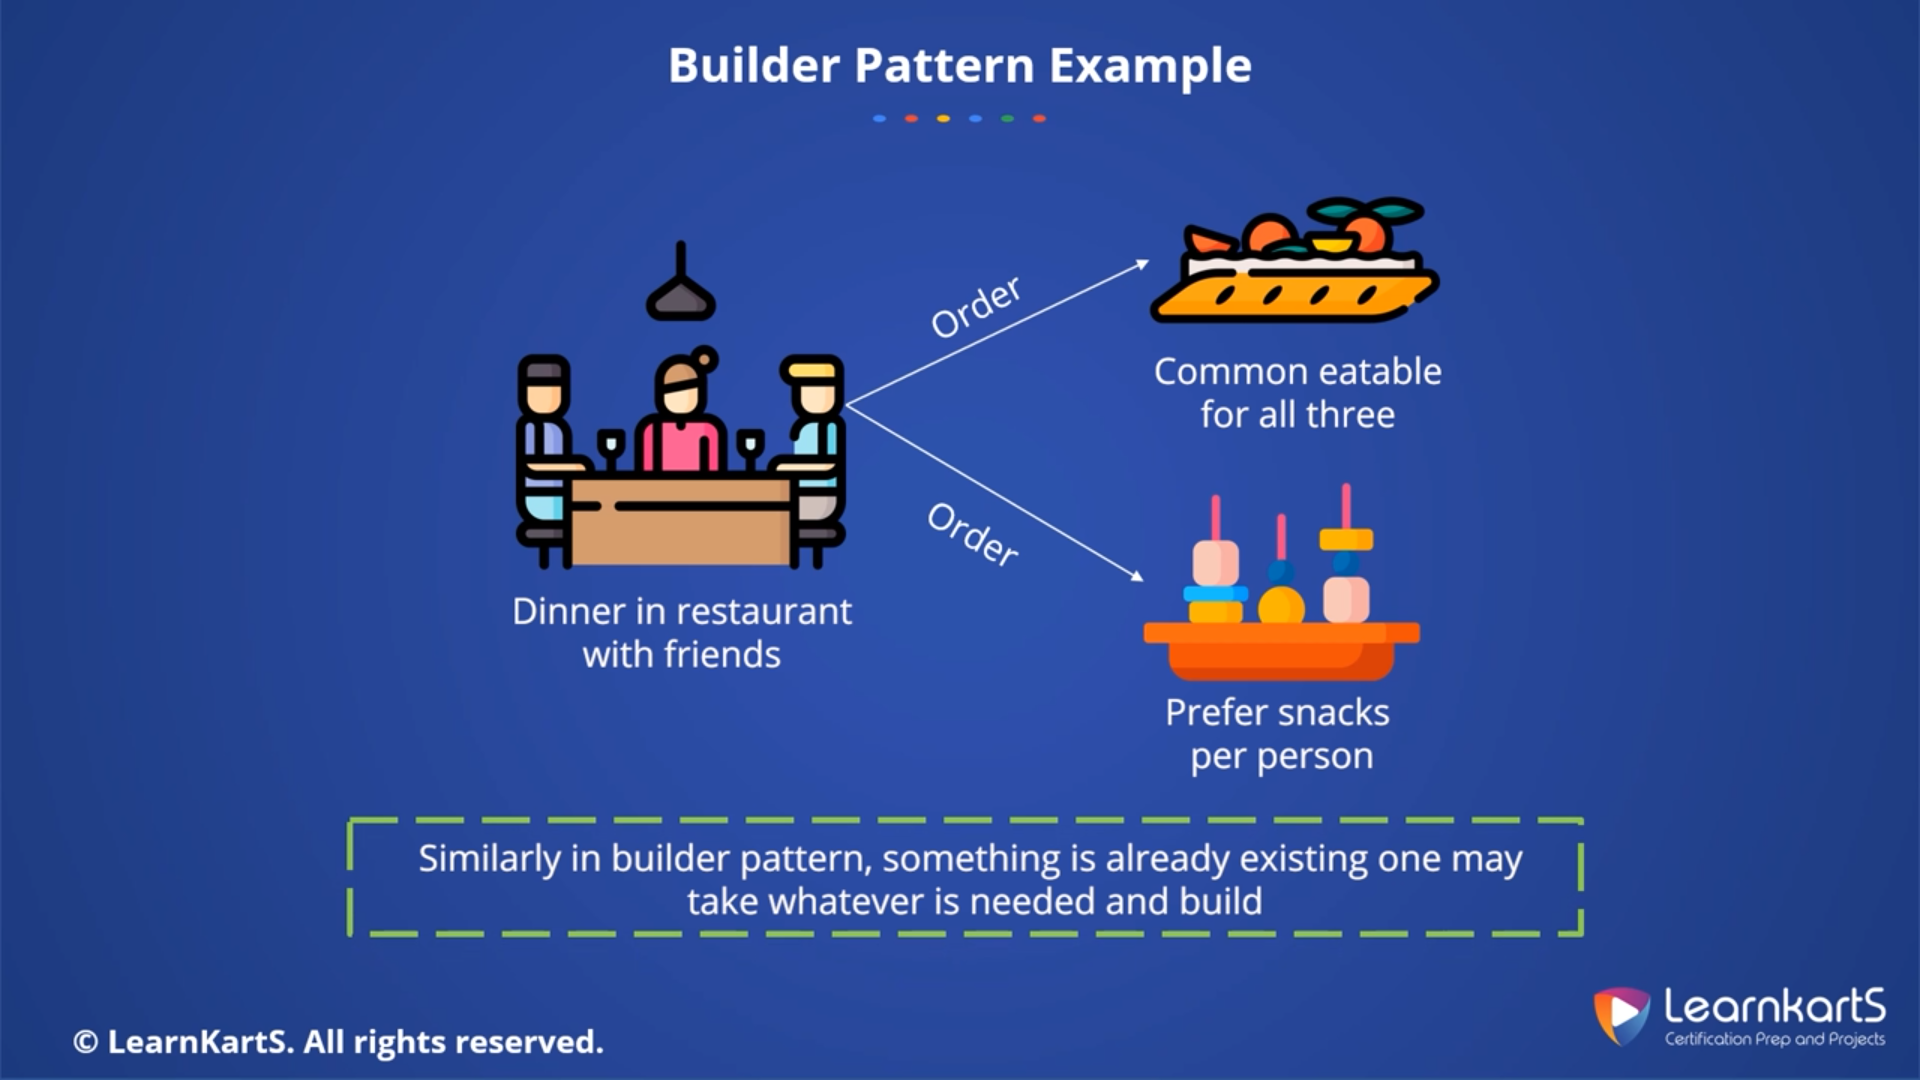 Builder Pattern Example
Order
Common eatable
for all three
Order
Dinner in restaurant
with friends
Prefer snacks
per person
Similarly in builder pattern, something is already existing one may
take whatever is needed and build
© LearnKartS. All rights reserved.
LearnkartS
Certification Prep and Projects